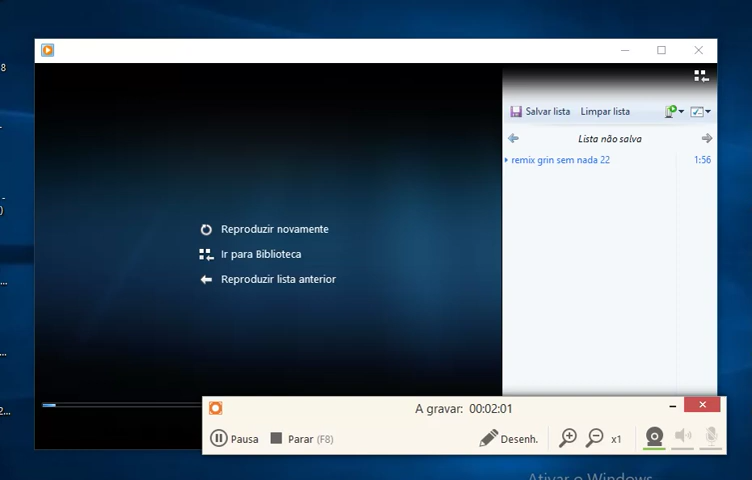 8
Salvar lista Limpar lista
Lista não salva
remix grin sem nada 22 1:56
Reproduzir novamente
Ir para Biblioteca
Reproduzir lista anterior
A gravar: 00:02:01
Pausa Parar (F8) Desenh. x1
Ativar o Windows